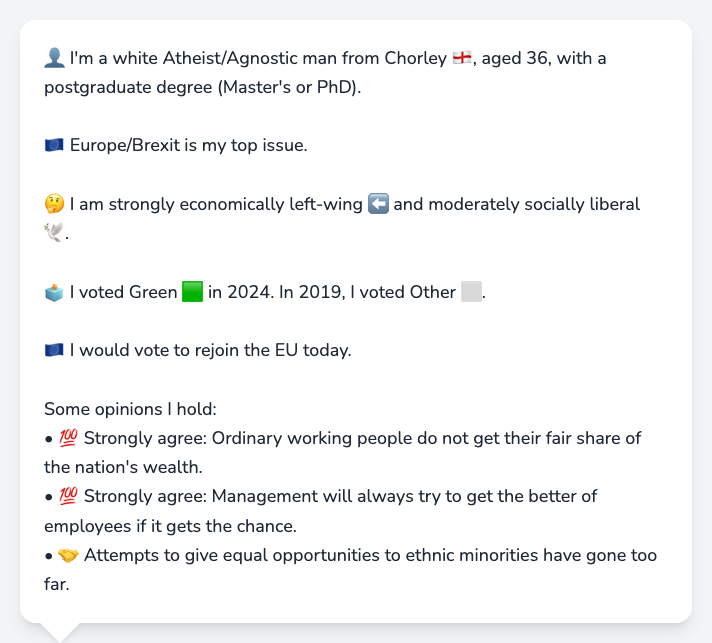 👤 I'm a white Atheist/Agnostic man from Chorley 🏴󠁧󠁢󠁥󠁮󠁧󠁿, aged 36, with a
postgraduate degree (Master's or PhD).
🇪🇺 Europe/Brexit is my top issue.
🤔 I am strongly economically left-wing ⬅️ and moderately socially liberal
🕊️.
🗳️ I voted Green 🟩 in 2024. In 2019, I voted Other ⬜.
🇪🇺 I would vote to rejoin the EU today.
Some opinions I hold:
• 💯 Strongly agree: Ordinary working people do not get their fair share of
the nation's wealth.
• 💯 Strongly agree: Management will always try to get the better of
employees if it gets the chance.
• 🤝 Attempts to give equal opportunities to ethnic minorities have gone too
far.